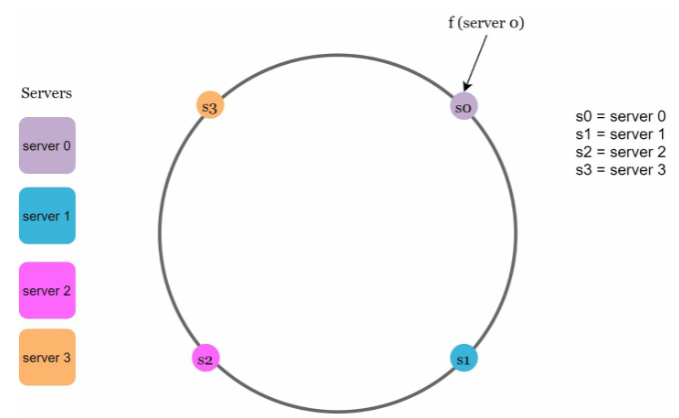 f (server 0)
Servers
server 0
server 1
server 2
server 3
s3
s0
s2
s1
s0 = server 0
s1 = server 1
s2 = server 2
s3 = server 3